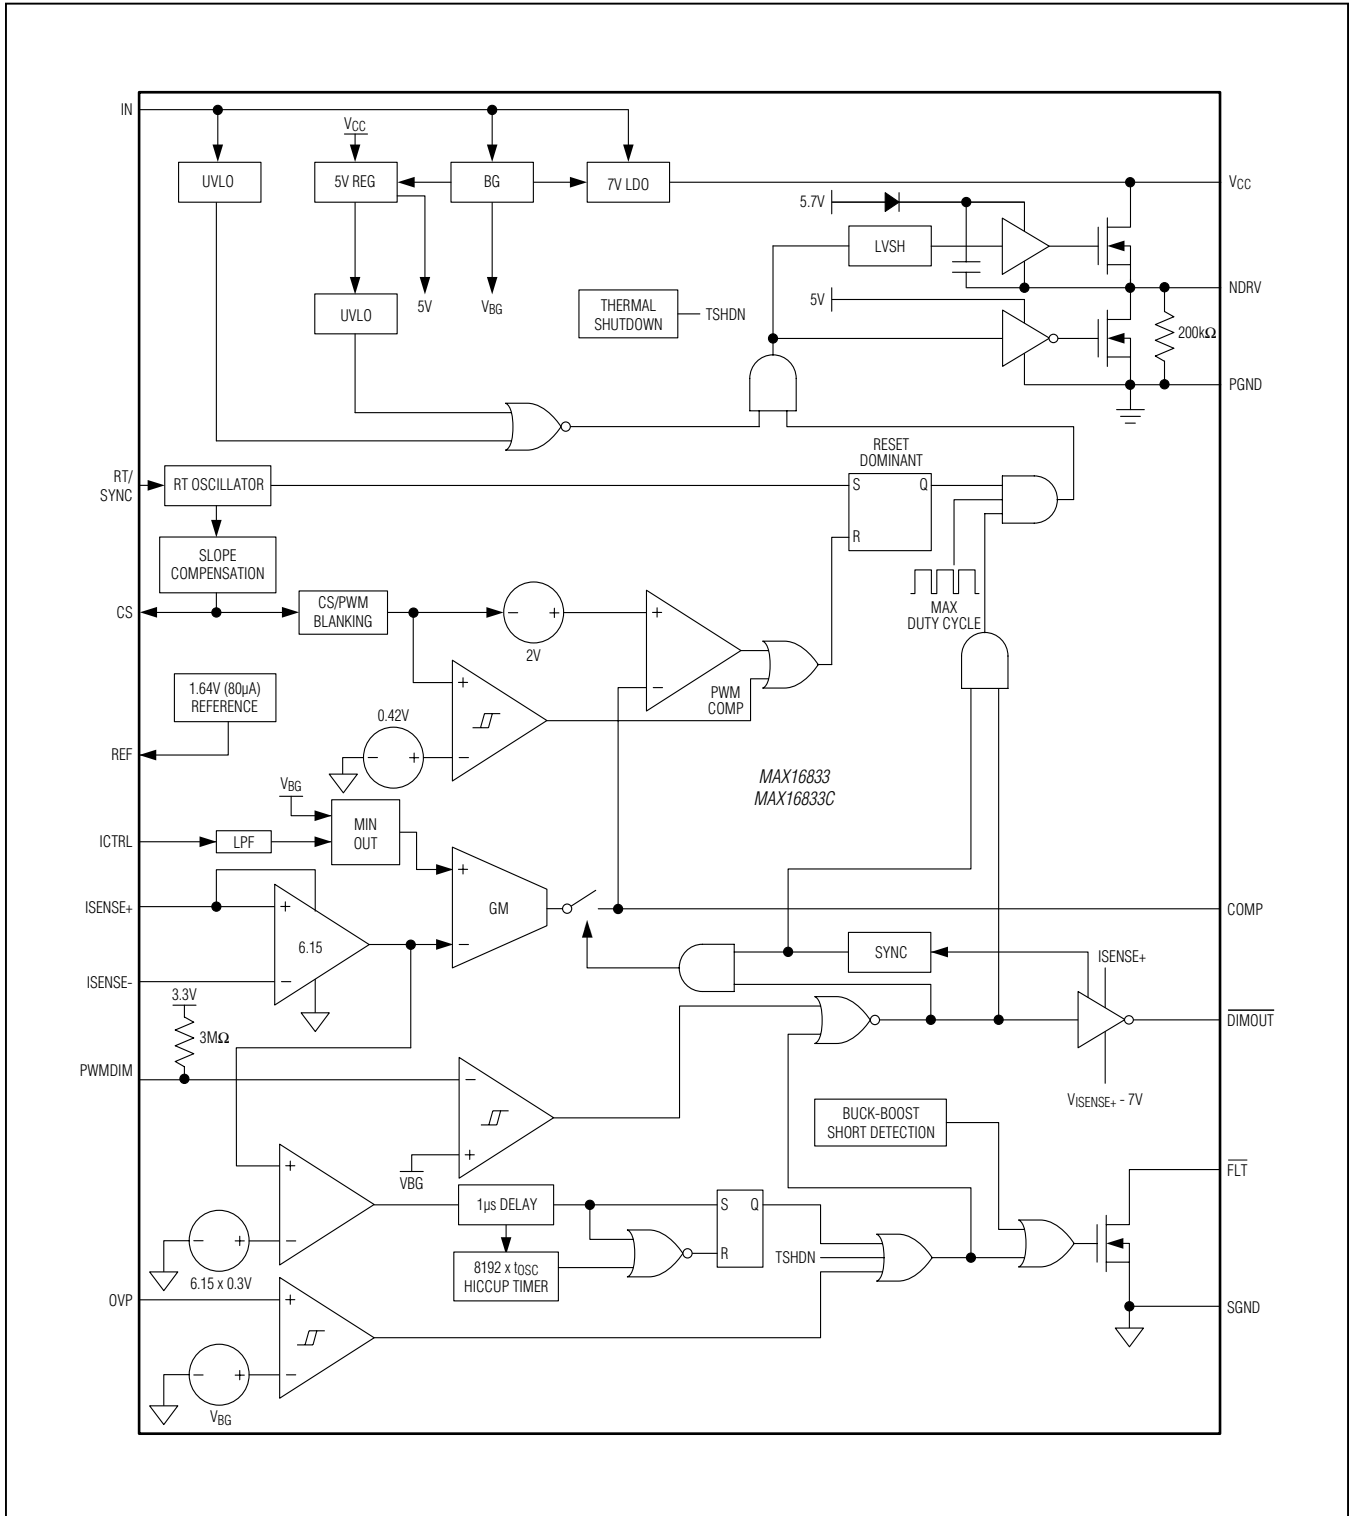 IN
VCC
UVLO
5V REG
BG
7V LDO
VCC
5.7V
LVSH
NDRV
UVLO
5V
VBG
THERMAL
SHUTDOWN
TSHDN
5V
200kΩ
PGND
RT/
SYNC
RT OSCILLATOR
RESET
DOMINANT
S
Q
R
SLOPE
COMPENSATION
CS
CS/PWM
BLANKING
−
+
2V
+
−
MAX
DUTY CYCLE
1.64V (80µA)
REFERENCE
REF
0.42V
−
+
+
−
PWM
COMP
MAX16833
MAX16833C
VBG
ICTRL
LPF
MIN
OUT
+
−
GM
ISENSE+
+
6.15
−
ISENSE-
COMP
SYNC
ISENSE+
3.3V
3MΩ
PWMDIM
−
+
VBG
DIMOUT
VISENSE+ - 7V
BUCK-BOOST
SHORT DETECTION
FLT
+
−
−
+
6.15 x 0.3V
1µs DELAY
8192 x tOSC
HICCUP TIMER
S
Q
R
TSHDN
OVP
+
−
−
+
VBG
SGND